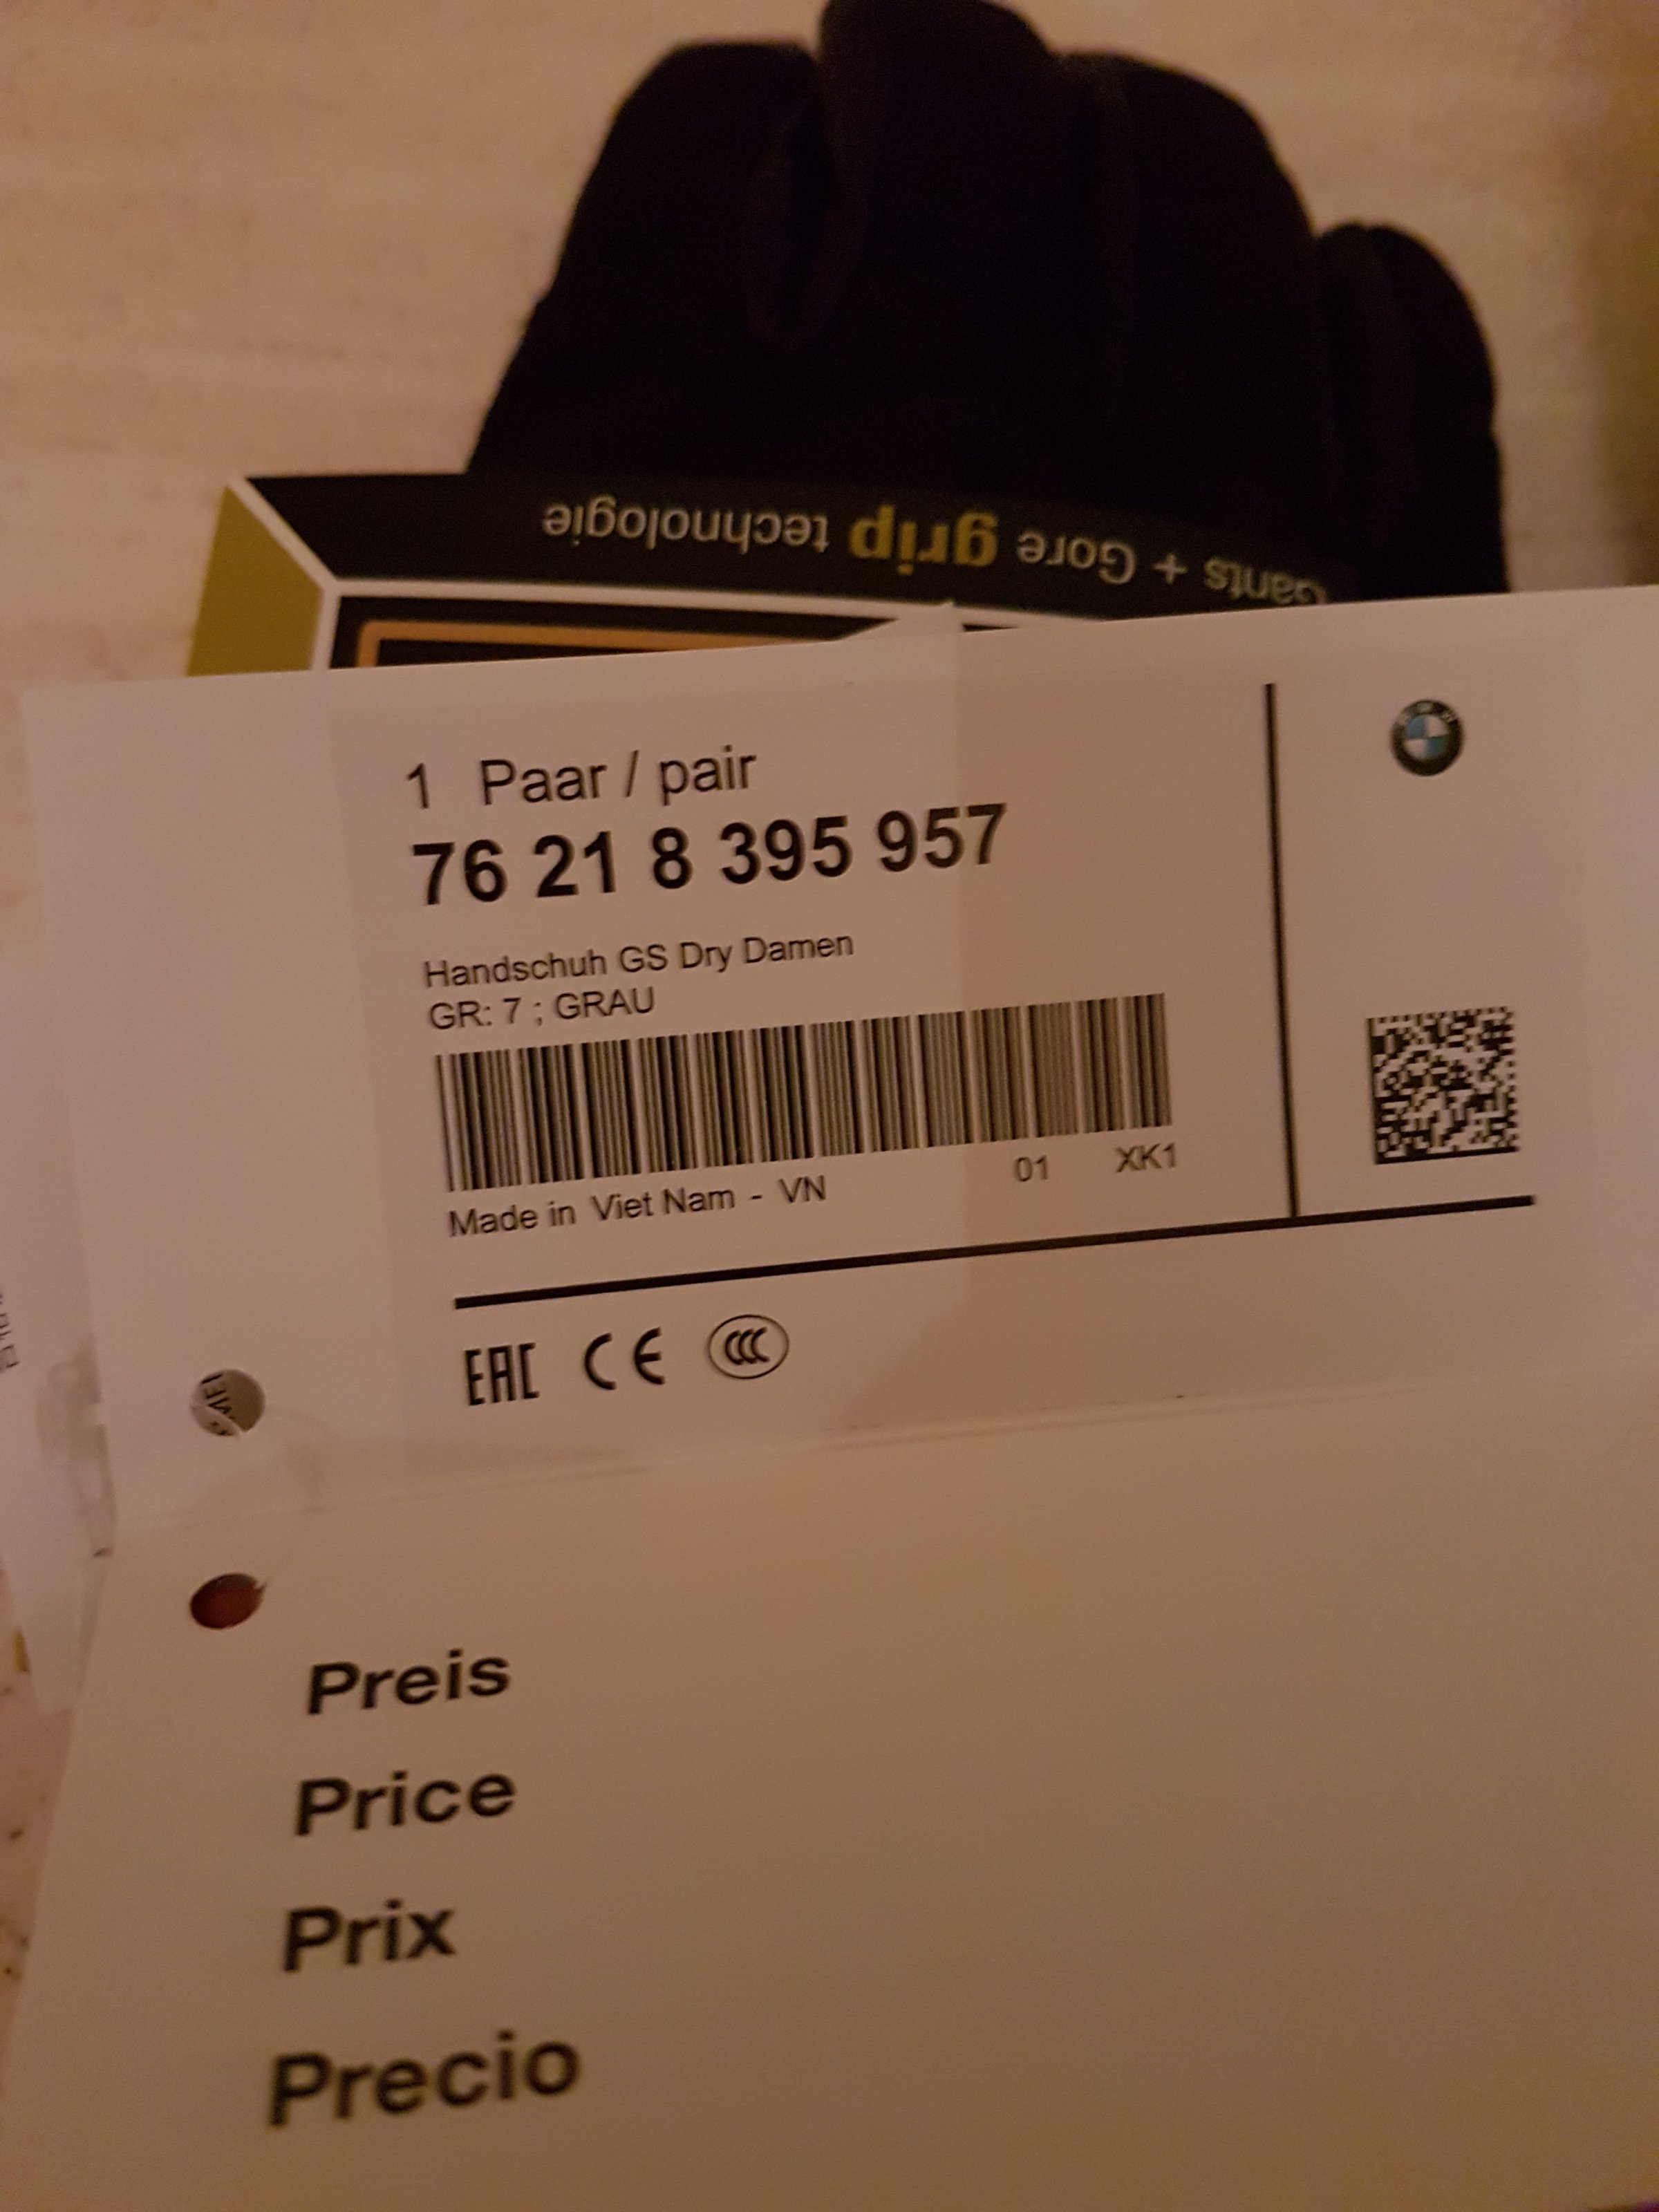 Gants + Gore grip technologie
1 Paar / pair
76 21 8 395 957
Handschuh GS Dry Damen
GR: 7 ; GRAU
Made in Viet Nam - VN 01 XK1
EAC CE CCC
Preis
Price
Prix
Precio